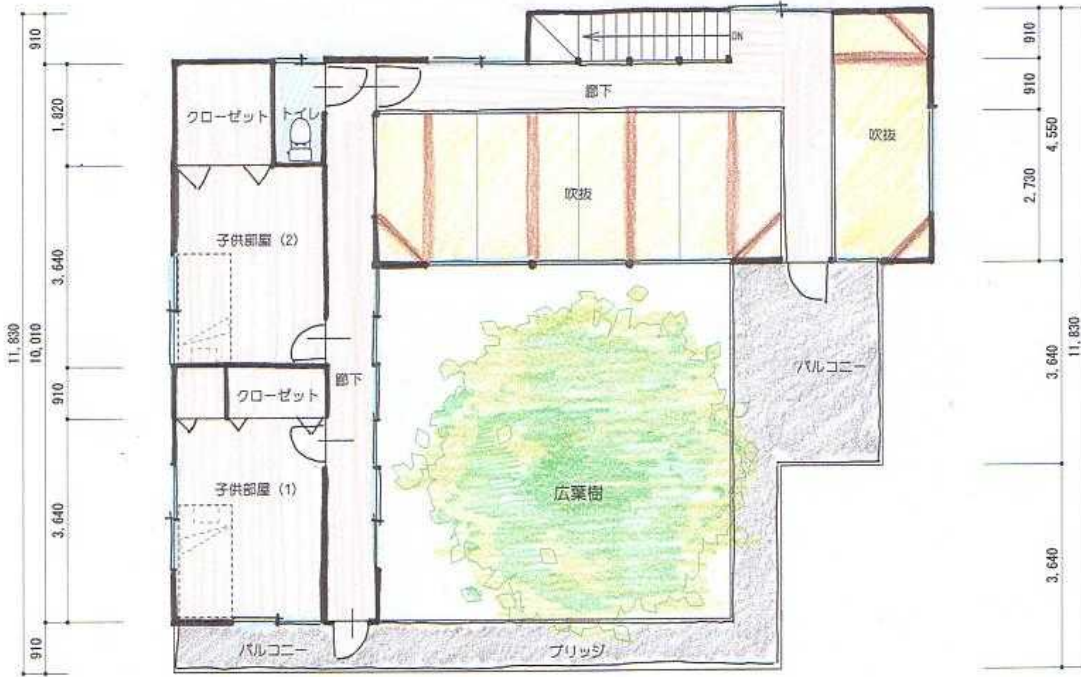 910
1,820
3,640
910
3,640
10,010
11,830
910
DN
廊下
クローゼット
トイレ
吹抜
吹抜
子供部屋 (2)
廊下
クローゼット
子供部屋 (1)
広葉樹
バルコニー
バルコニー
ブリッジ
910
910
2,730
4,550
3,640
3,640
11,830